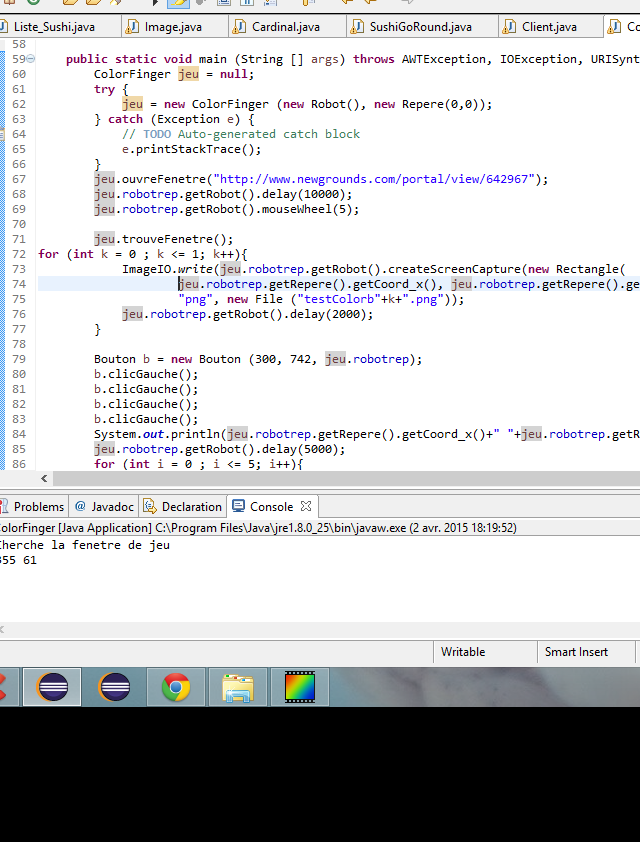 Liste_Sushi.java Image.java Cardinal.java SushiGoRound.java Client.java Co
58
59 public static void main (String [] args) throws AWTException, IOException, URISynt
60 ColorFinger jeu = null;
61 try {
62 jeu = new ColorFinger (new Robot(), new Repere(0,0));
63 } catch (Exception e) {
64 // TODO Auto-generated catch block
65 e.printStackTrace();
66 }
67 jeu.ouvreFenetre("http://www.newgrounds.com/portal/view/642967");
68 jeu.robotrep.getRobot().delay(10000);
69 jeu.robotrep.getRobot().mouseWheel(5);
70
71 jeu.trouveFenetre();
72 for (int k = 0 ; k <= 1; k++){
73 ImageIO.write(jeu.robotrep.getRobot().createScreenCapture(new Rectangle(
74 jeu.robotrep.getRepere().getCoord_x(), jeu.robotrep.getRepere().ge
75 "png", new File ("testColorb"+k+".png"));
76 jeu.robotrep.getRobot().delay(2000);
77 }
78
79 Bouton b = new Bouton (300, 742, jeu.robotrep);
80 b.clicGauche();
81 b.clicGauche();
82 b.clicGauche();
83 b.clicGauche();
84 System.out.println(jeu.robotrep.getRepere().getCoord_x()+" "+jeu.robotrep.getR
85 jeu.robotrep.getRobot().delay(5000);
86 for (int i = 0 ; i <= 5; i++){
Problems @ Javadoc Declaration Console
ColorFinger [Java Application] C:\Program Files\Java\jre1.8.0_25\bin\javaw.exe (2 avr. 2015 18:19:52)
Cherche la fenetre de jeu
355 61
Writable Smart Insert